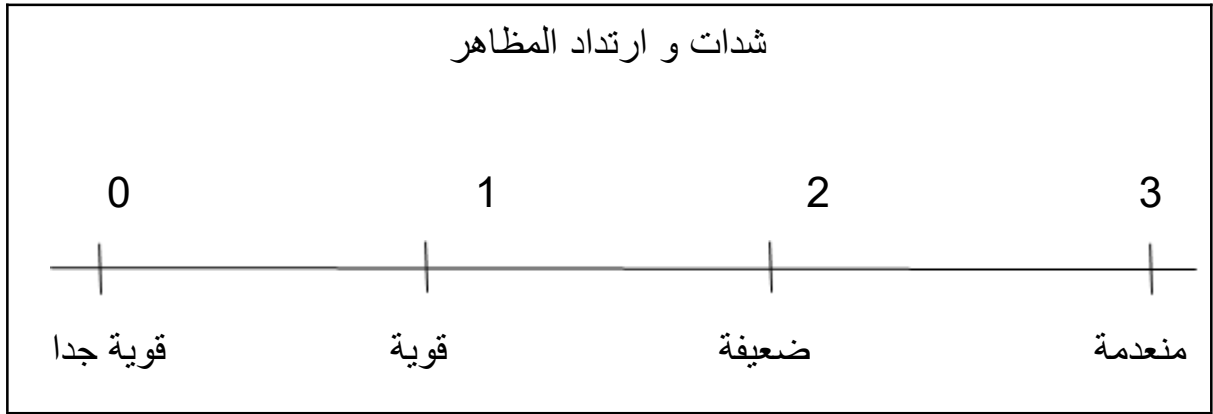 شدات و ارتداد المظاهر
0 1 2 3
قوية جدا قوية ضعيفة منعدمة